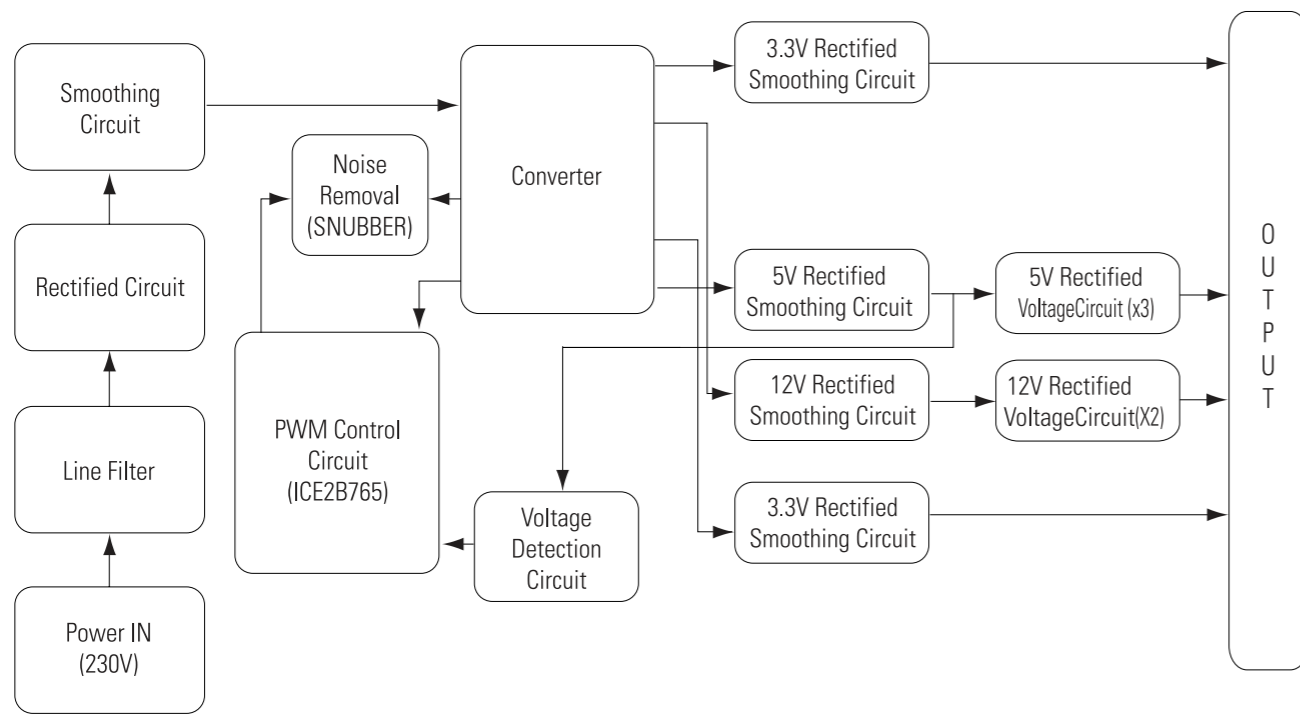 Smoothing
Circuit
Rectified Circuit
Line Filter
Power IN
(230V)
Noise
Removal
(SNUBBER)
PWM Control
Circuit
(ICE2B765)
Converter
Voltage
Detection
Circuit
3.3V Rectified
Smoothing Circuit
5V Rectified
Smoothing Circuit
12V Rectified
Smoothing Circuit
3.3V Rectified
Smoothing Circuit
5V Rectified
VoltageCircuit (x3)
12V Rectified
VoltageCircuit(X2)
O
U
T
P
U
T